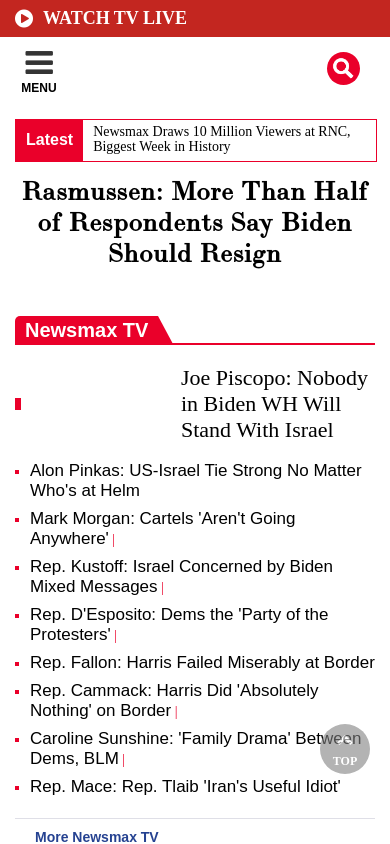 WATCH TV LIVE
MENU
Latest
Newsmax Draws 10 Million Viewers at RNC,
Biggest Week in History
Rasmussen: More Than Half
of Respondents Say Biden
Should Resign
Newsmax TV
Joe Piscopo: Nobody
in Biden WH Will
Stand With Israel
Alon Pinkas: US-Israel Tie Strong No Matter
Who's at Helm
Mark Morgan: Cartels 'Aren't Going
Anywhere' |
Rep. Kustoff: Israel Concerned by Biden
Mixed Messages |
Rep. D'Esposito: Dems the 'Party of the
Protesters' |
Rep. Fallon: Harris Failed Miserably at Border
Rep. Cammack: Harris Did 'Absolutely
Nothing' on Border |
Caroline Sunshine: 'Family Drama' Between
Dems, BLM |
TOP
Rep. Mace: Rep. Tlaib 'Iran's Useful Idiot'
More Newsmax TV